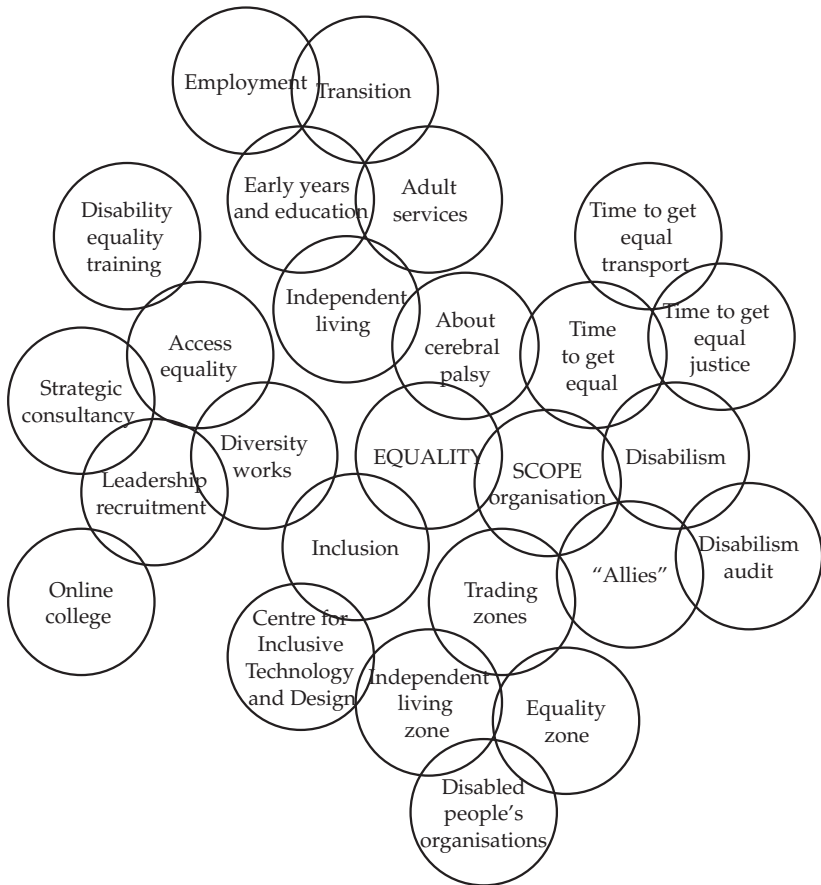 Employment
Transition
Early years
and education
Adult
services
Disability
equality
training
Time to get
equal
transport
Independent
living
About
cerebral
palsy
Time
to get
equal
Time to get
equal
justice
Access
equality
Strategic
consultancy
Diversity
works
EQUALITY
SCOPE
organisation
Disabilism
Leadership
recruitment
Inclusion
"Allies"
Disabilism
audit
Online
college
Trading
zones
Centre for
Inclusive
Technology
and Design
Independent
living
zone
Equality
zone
Disabled
people's
organisations